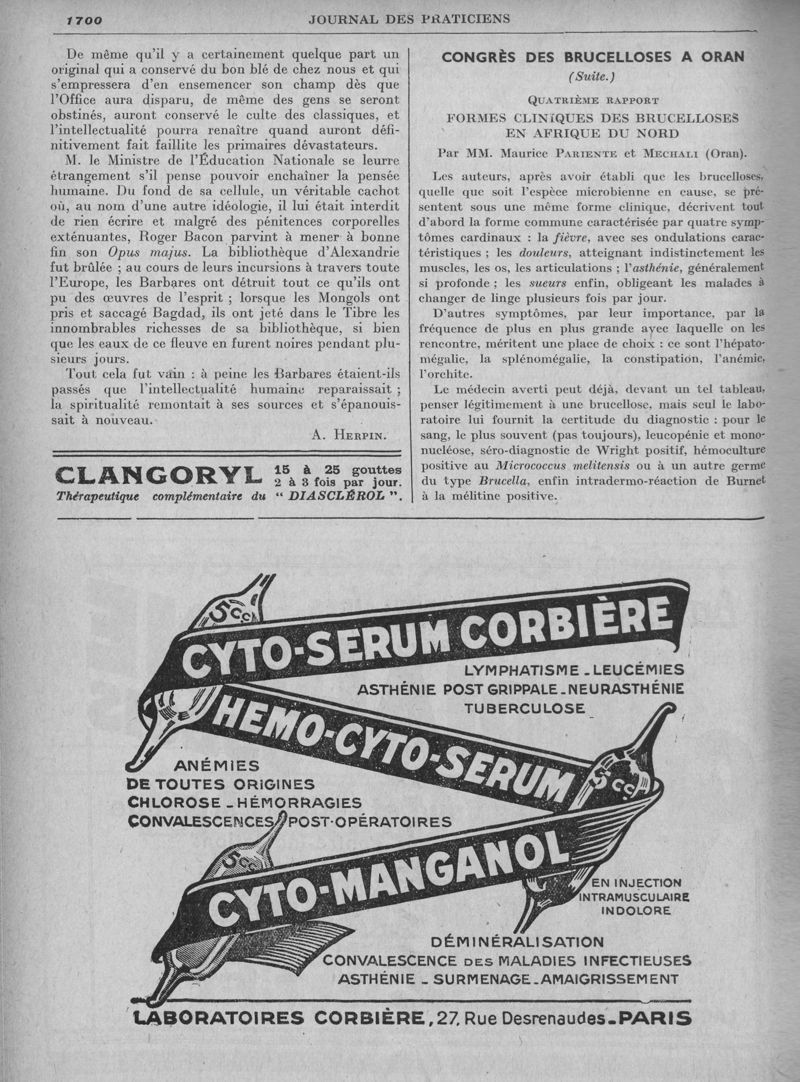 1700
JOURNAL DES PRATICIENS
De même qu'il y a certainement quelque part un
original qui a conservé du bon blé de chez nous et qui
s'empressera d'en ensemencer son champ dès que
l'Office aura disparu, de même des gens se seront
obstinés, auront conservé le culte des classiques, et
l'intellectualité pourra renaître quand auront défi-
nitivement fait faillite les primaires dévastateurs.
M. le Ministre de l'Éducation Nationale se leurre
étrangement s'il pense pouvoir enchaîner la pensée
humaine. Du fond de sa cellule, un véritable cachot
où, au nom d'une autre idéologie, il lui était interdit
de rien écrire et malgré des pénitences corporelles
exténuantes, Roger Bacon parvint à mener à bonne
fin son Opus majus. La bibliothèque d'Alexandrie
fut brûlée ; au cours de leurs incursions à travers toute
l'Europe, les Barbares ont détruit tout ce qu'ils ont
pu des œuvres de l'esprit ; lorsque les Mongols ont
pris et saccagé Bagdad, ils ont jeté dans le Tibre les
innombrables richesses de sa bibliothèque, si bien
que les eaux de ce fleuve en furent noires pendant plu-
sieurs jours.
Tout cela fut vain : à peine les Barbares étaient-ils
passés que l'intellectualité humaine reparaissait ;
la spiritualité remontait à ses sources et s'épanouis-
sait à nouveau.
A. HERPIN.
CLANGORYL 15 à 25 gouttes
2 à 3 fois par jour.
Thérapeutique complémentaire du “ DIASCLÉROL ”.
CONGRÈS DES BRUCELLOSES A ORAN
(Suite.)
QUATRIÈME RAPPORT
FORMES CLINIQUES DES BRUCELLOSES
EN AFRIQUE DU NORD
Par MM. Maurice PARIENTE et MECHALI (Oran).
Les auteurs, après avoir établi que les brucelloses,
quelle que soit l'espèce microbienne en cause, se pré-
sentent sous une même forme clinique, décrivent tout
d'abord la forme commune caractérisée par quatre symp-
tômes cardinaux : la fièvre, avec ses ondulations carac-
téristiques ; les douleurs, atteignant indistinctement les
muscles, les os, les articulations ; l'asthénie, généralement
si profonde ; les sueurs enfin, obligeant les malades à
changer de linge plusieurs fois par jour.
D'autres symptômes, par leur importance, par la
fréquence de plus en plus grande avec laquelle on les
rencontre, méritent une place de choix : ce sont l'hépato-
mégalie, la splénomégalie, la constipation, l'anémie,
l'orchite.
Le médecin averti peut déjà, devant un tel tableau,
penser légitimement à une brucellose, mais seul le labo-
ratoire lui fournit la certitude du diagnostic : pour le
sang, le plus souvent (pas toujours), leucopénie et mono-
nucléose, séro-diagnostic de Wright positif, hémoculture
positive au Micrococcus melitensis ou à un autre germe
du type Brucella, enfin intradermo-réaction de Burnet
à la mélitine positive.
5cc
CYTO-SERUM CORBIÈRE
LYMPHATISME - LEUCÉMIES
ASTHÉNIE POST GRIPPALE - NEURASTHÉNIE
TUBERCULOSE
HEMO-CYTO-SERUM
5cc
ANÉMIES
DE TOUTES ORIGINES
CHLOROSE - HÉMORRAGIES
CONVALESCENCES POST-OPÉRATOIRES
5cc
CYTO-MANGANOL
EN INJECTION
INTRAMUSCULAIRE
INDOLORE
DÉMINÉRALISATION
CONVALESCENCE DES MALADIES INFECTIEUSES
ASTHÉNIE - SURMENAGE - AMAIGRISSEMENT
LABORATOIRES CORBIÈRE, 27, Rue Desrenaudes - PARIS